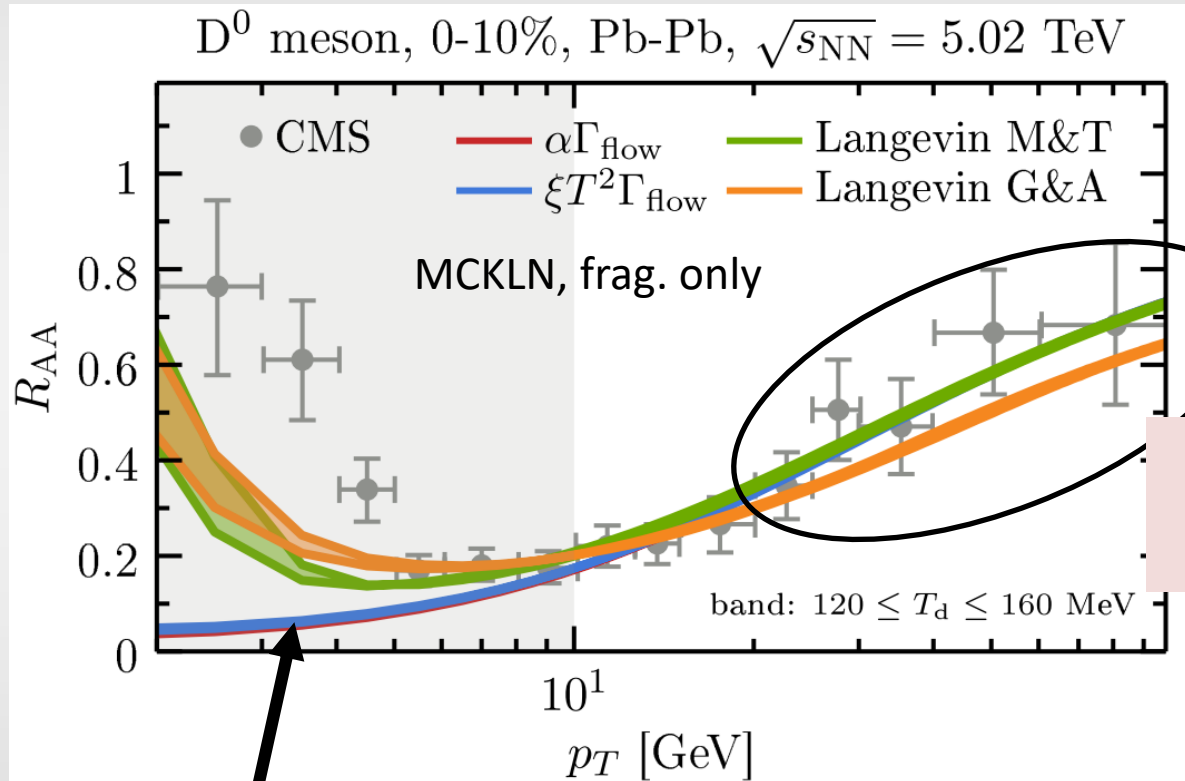 D⁰ meson, 0-10%, Pb-Pb, √sNN = 5.02 TeV
CMS
αΓflow
ξT²Γflow
Langevin M&T
Langevin G&A
MCKLN, frag. only
band: 120 ≤ Td ≤ 160 MeV
RAA
1
0.8
0.6
0.4
0.2
0
10¹
pT [GeV]